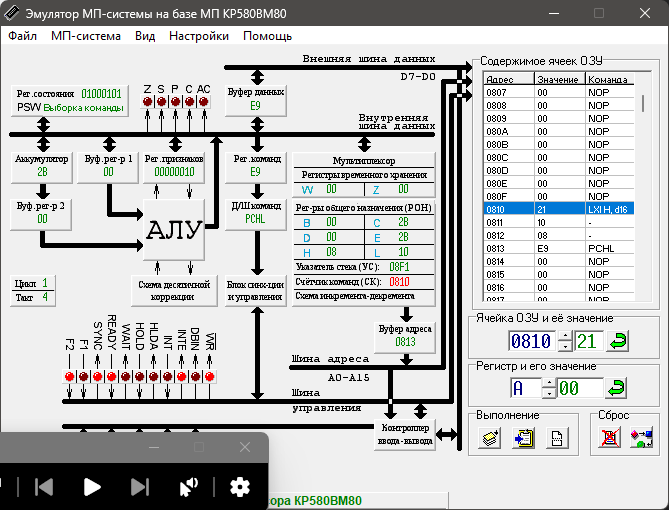 Эмулятор МП-системы на базе МП КР580ВМ80
Файл МП-система Вид Настройки Помощь
Внешняя шина данных
D7-D0
Рег.состояния 01000101
PSW Выборка команды
Z S P C AC
Буфер данных
E9
Внутренняя
шина данных
Аккумулятор
2B
Буф.рег-р 1
00
Рег.признаков
00000010
Рег.команд
E9
Буф.рег-р 2
00
АЛУ
Д/Ш команд
PCHL
Мультиплексор
Регистры временного хранения
W 00 Z 00
Рег-ры общего назначения (РОН)
B 00 C 2B
D 00 E 2B
H 08 L 10
Указатель стека (УС): 08F1
Счётчик команд (СК): 0810
Схема инкремента-декремента
Цикл 1
Такт 4
Схема десятичной
коррекции
Блок синх-ции
и управления
Буфер адреса
0813
F2 F1 SYNC READY WAIT HOLD HLDA INT INTE DBIN WR
Шина адреса
A0-A15
Шина
управления
Контроллер
ввода-вывода
Содержимое ячеек ОЗУ
Адрес Значение Команда
0807 00 NOP
0808 00 NOP
0809 00 NOP
080A 00 NOP
080B 00 NOP
080C 00 NOP
080D 00 NOP
080E 00 NOP
080F 00 NOP
0810 21 LXI H, d16
0811 10 -
0812 08 -
0813 E9 PCHL
0814 00 NOP
0815 00 NOP
0816 00 NOP
0817 00 NOP
Ячейка ОЗУ и её значение
0810 21
Регистр и его значение
A 00
Выполнение
Сброс
сора КР580ВМ80